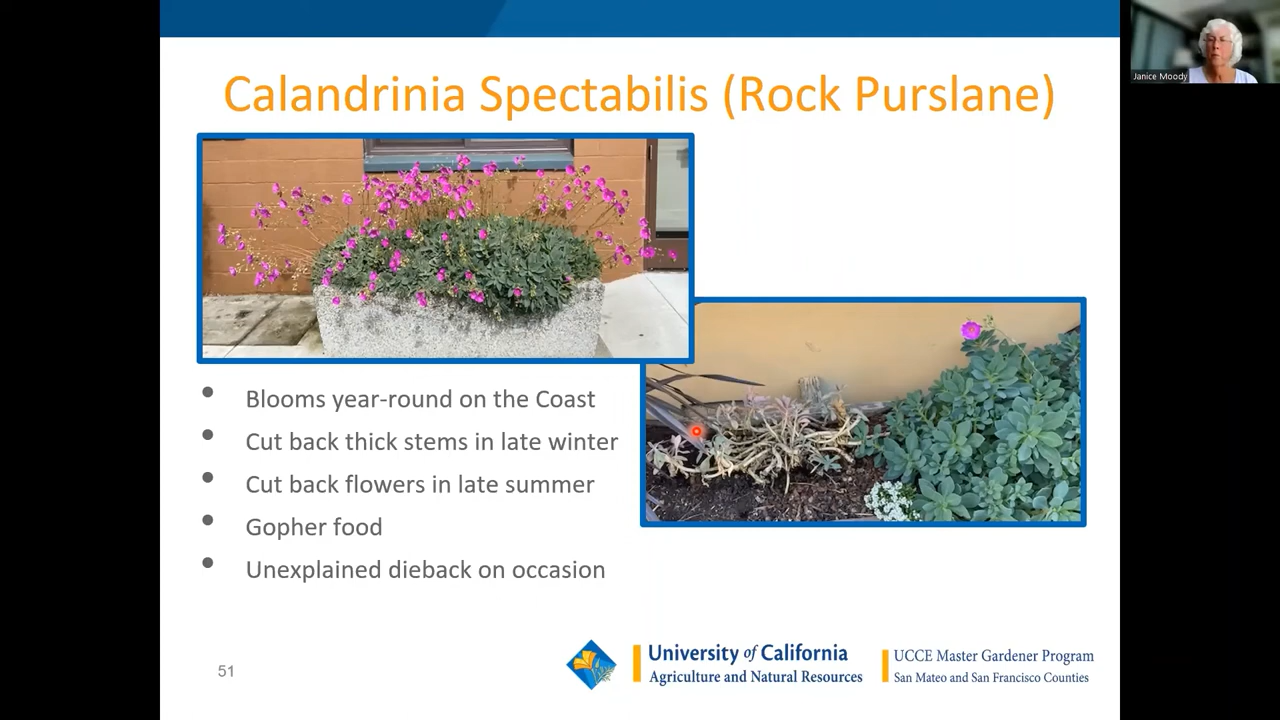 Janice Moody
Calandrinia Spectabilis (Rock Purslane)
• Blooms year-round on the Coast
• Cut back thick stems in late winter
• Cut back flowers in late summer
• Gopher food
• Unexplained dieback on occasion
51
University of California
Agriculture and Natural Resources
UCCE Master Gardener Program
San Mateo and San Francisco Counties